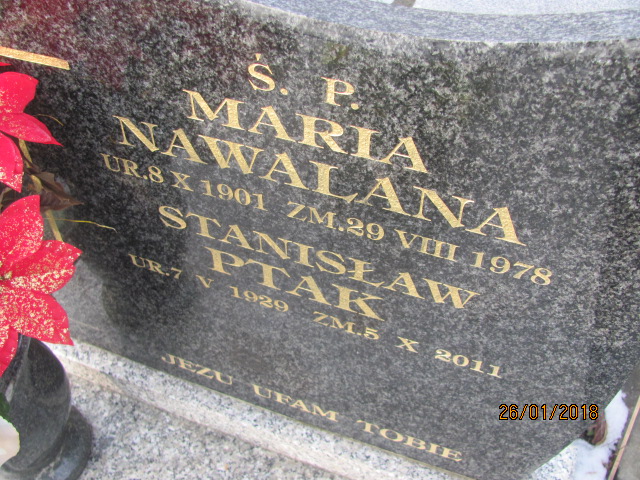 Ś. P.
MARIA
NAWALANA
UR.8 X 1901 ZM.29 VIII 1978
STANISŁAW
PTAK
UR.7 V 1929 ZM.5 X 2011
JEZU UFAM TOBIE
26/01/2018